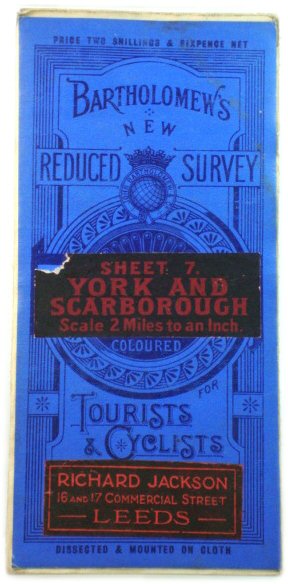 PRICE TWO SHILLINGS & SIXPENCE NET
BARTHOLOMEW'S
NEW
REDUCED SURVEY
SHEET 7.
YORK AND
SCARBOROUGH
Scale 2 Miles to an Inch.
COLOURED
FOR
TOURISTS
& CYCLISTS
RICHARD JACKSON
16 AND 17 COMMERCIAL STREET
LEEDS
DISSECTED & MOUNTED ON CLOTH